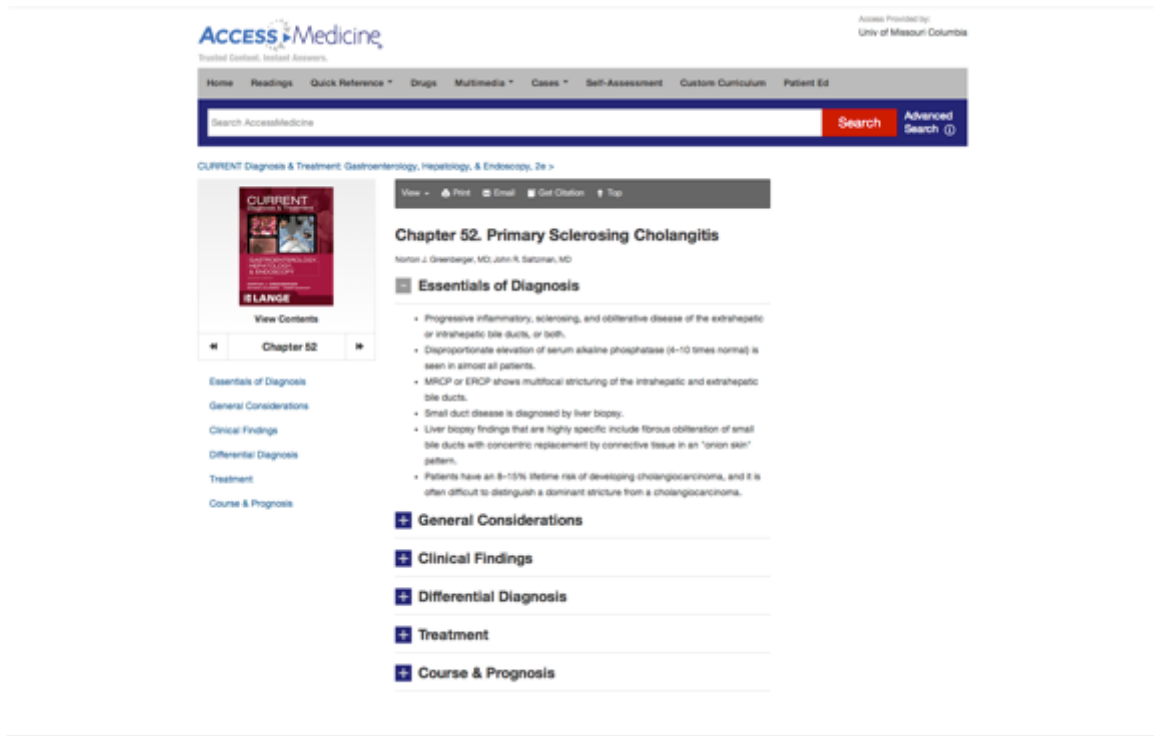 Access Provided by:
Univ of Missouri Columbia
ACCESS Medicine
Trusted Content. Instant Answers.
Home Readings Quick Reference Drugs Multimedia Cases Self-Assessment Custom Curriculum Patient Ed
Search AccessMedicine Search Advanced
Search
CURRENT Diagnosis & Treatment: Gastroenterology, Hepatology, & Endoscopy, 2e >
CURRENT
Diagnosis & Treatment
GASTROENTEROLOGY,
HEPATOLOGY,
& ENDOSCOPY
LANGE
View Contents
Chapter 52
Essentials of Diagnosis
General Considerations
Clinical Findings
Differential Diagnosis
Treatment
Course & Prognosis
View Print Email Get Citation Top
Chapter 52. Primary Sclerosing Cholangitis
Norton J. Greenberger, MD; John R. Saltzman, MD
Essentials of Diagnosis
• Progressive inflammatory, sclerosing, and obliterative disease of the extrahepatic
or intrahepatic bile ducts, or both.
• Disproportionate elevation of serum alkaline phosphatase (4–10 times normal) is
seen in almost all patients.
• MRCP or ERCP shows multifocal stricturing of the intrahepatic and extrahepatic
bile ducts.
• Small duct disease is diagnosed by liver biopsy.
• Liver biopsy findings that are highly specific include fibrous obliteration of small
bile ducts with concentric replacement by connective tissue in an "onion skin"
pattern.
• Patients have an 8–15% lifetime risk of developing cholangiocarcinoma, and it is
often difficult to distinguish a dominant stricture from a cholangiocarcinoma.
General Considerations
Clinical Findings
Differential Diagnosis
Treatment
Course & Prognosis